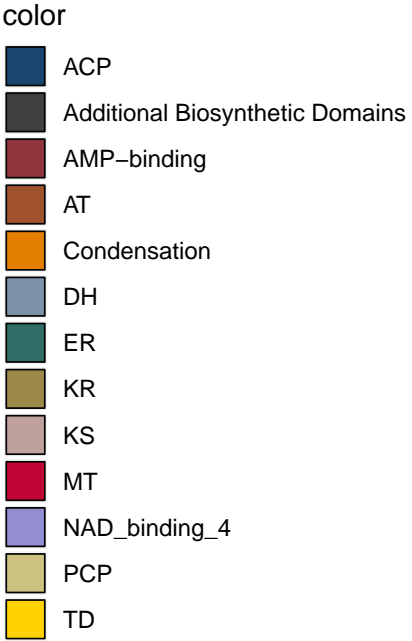 color
ACP
Additional Biosynthetic Domains
AMP−binding
AT
Condensation
DH
ER
KR
KS
MT
NAD_binding_4
PCP
TD